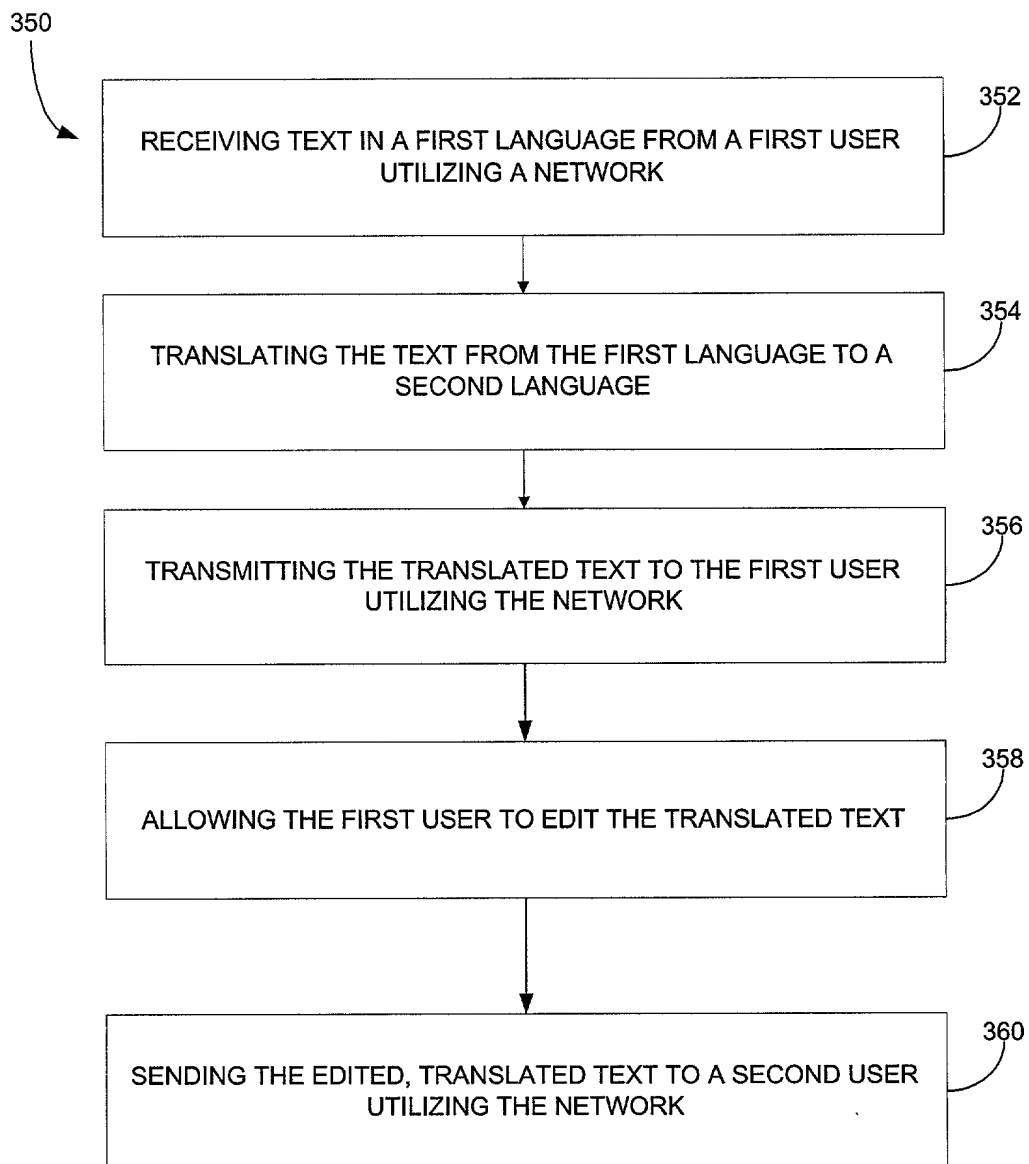 350
352
RECEIVING TEXT IN A FIRST LANGUAGE FROM A FIRST USER
UTILIZING A NETWORK
354
TRANSLATING THE TEXT FROM THE FIRST LANGUAGE TO A
SECOND LANGUAGE
356
TRANSMITTING THE TRANSLATED TEXT TO THE FIRST USER
UTILIZING THE NETWORK
358
ALLOWING THE FIRST USER TO EDIT THE TRANSLATED TEXT
360
SENDING THE EDITED, TRANSLATED TEXT TO A SECOND USER
UTILIZING THE NETWORK